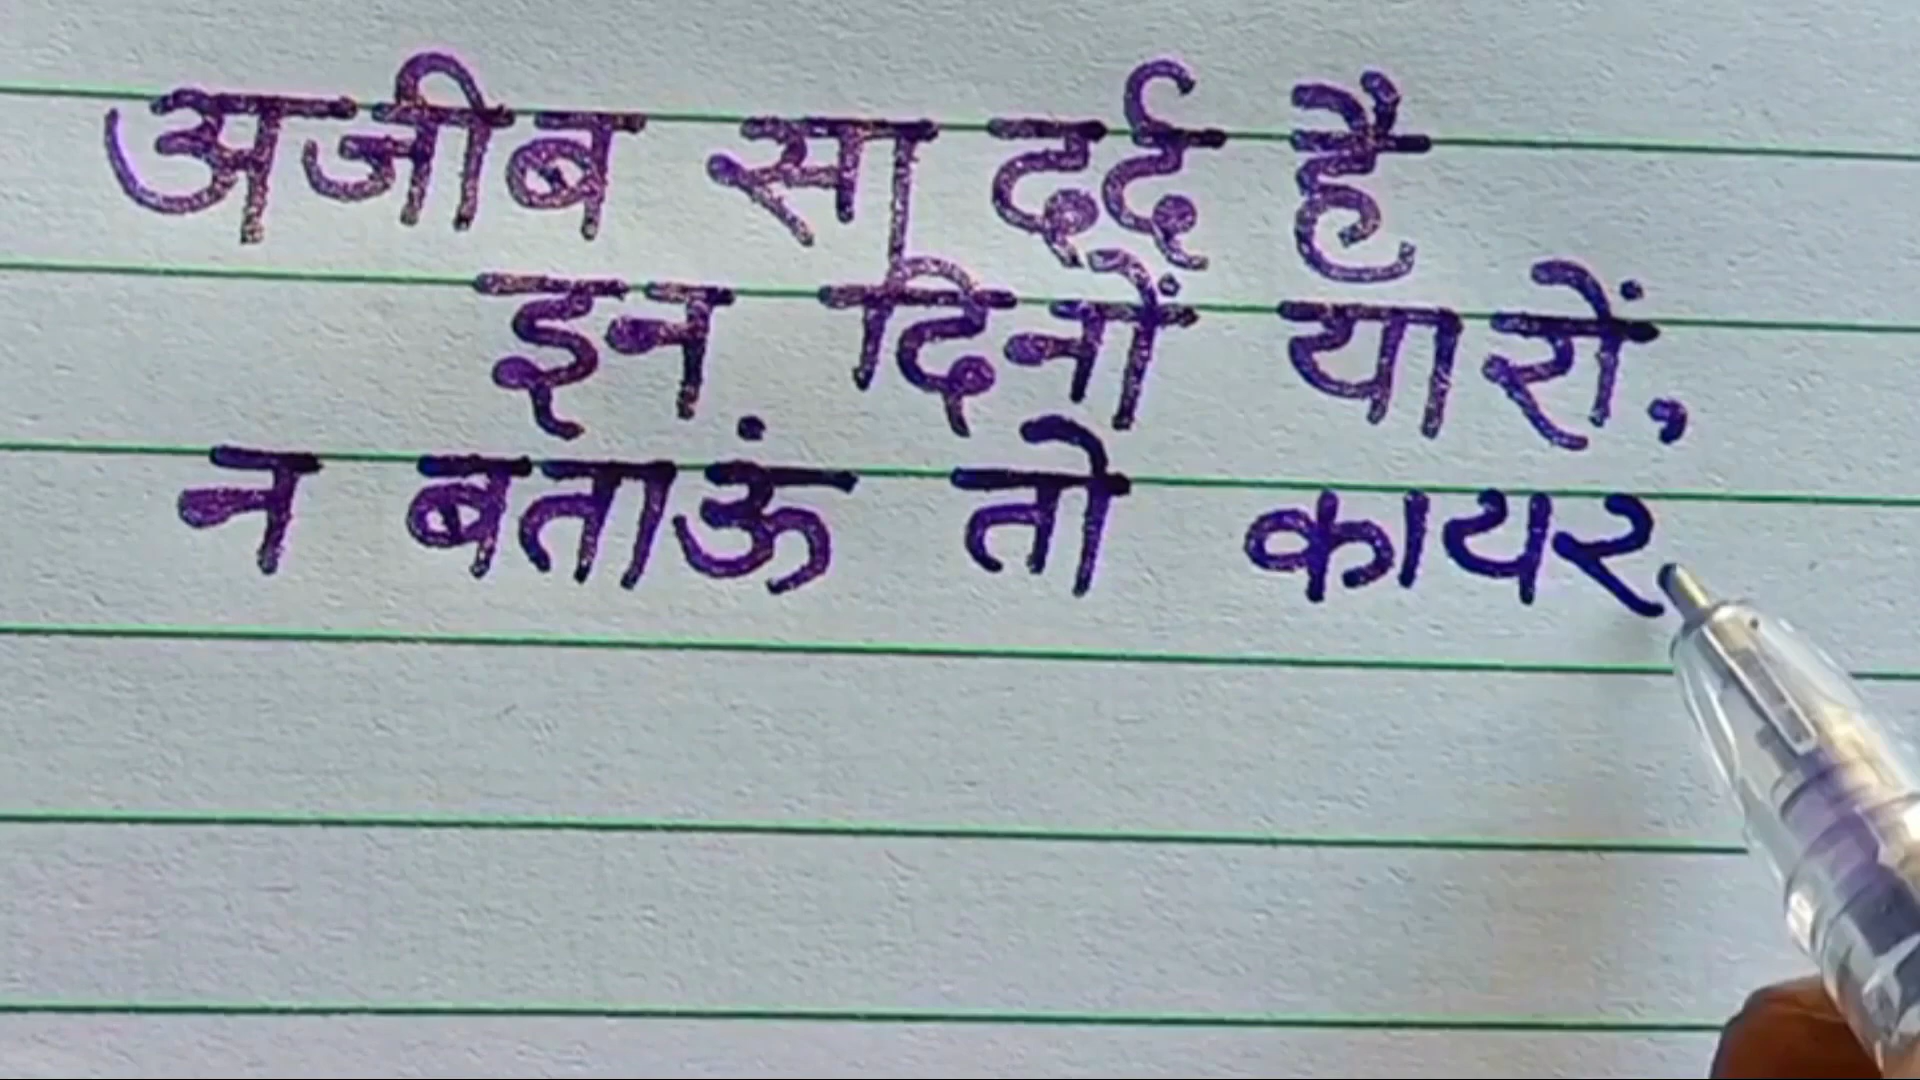 अजीब सा दर्द है
इन दिनों यारों,
न बताऊं तो कायर